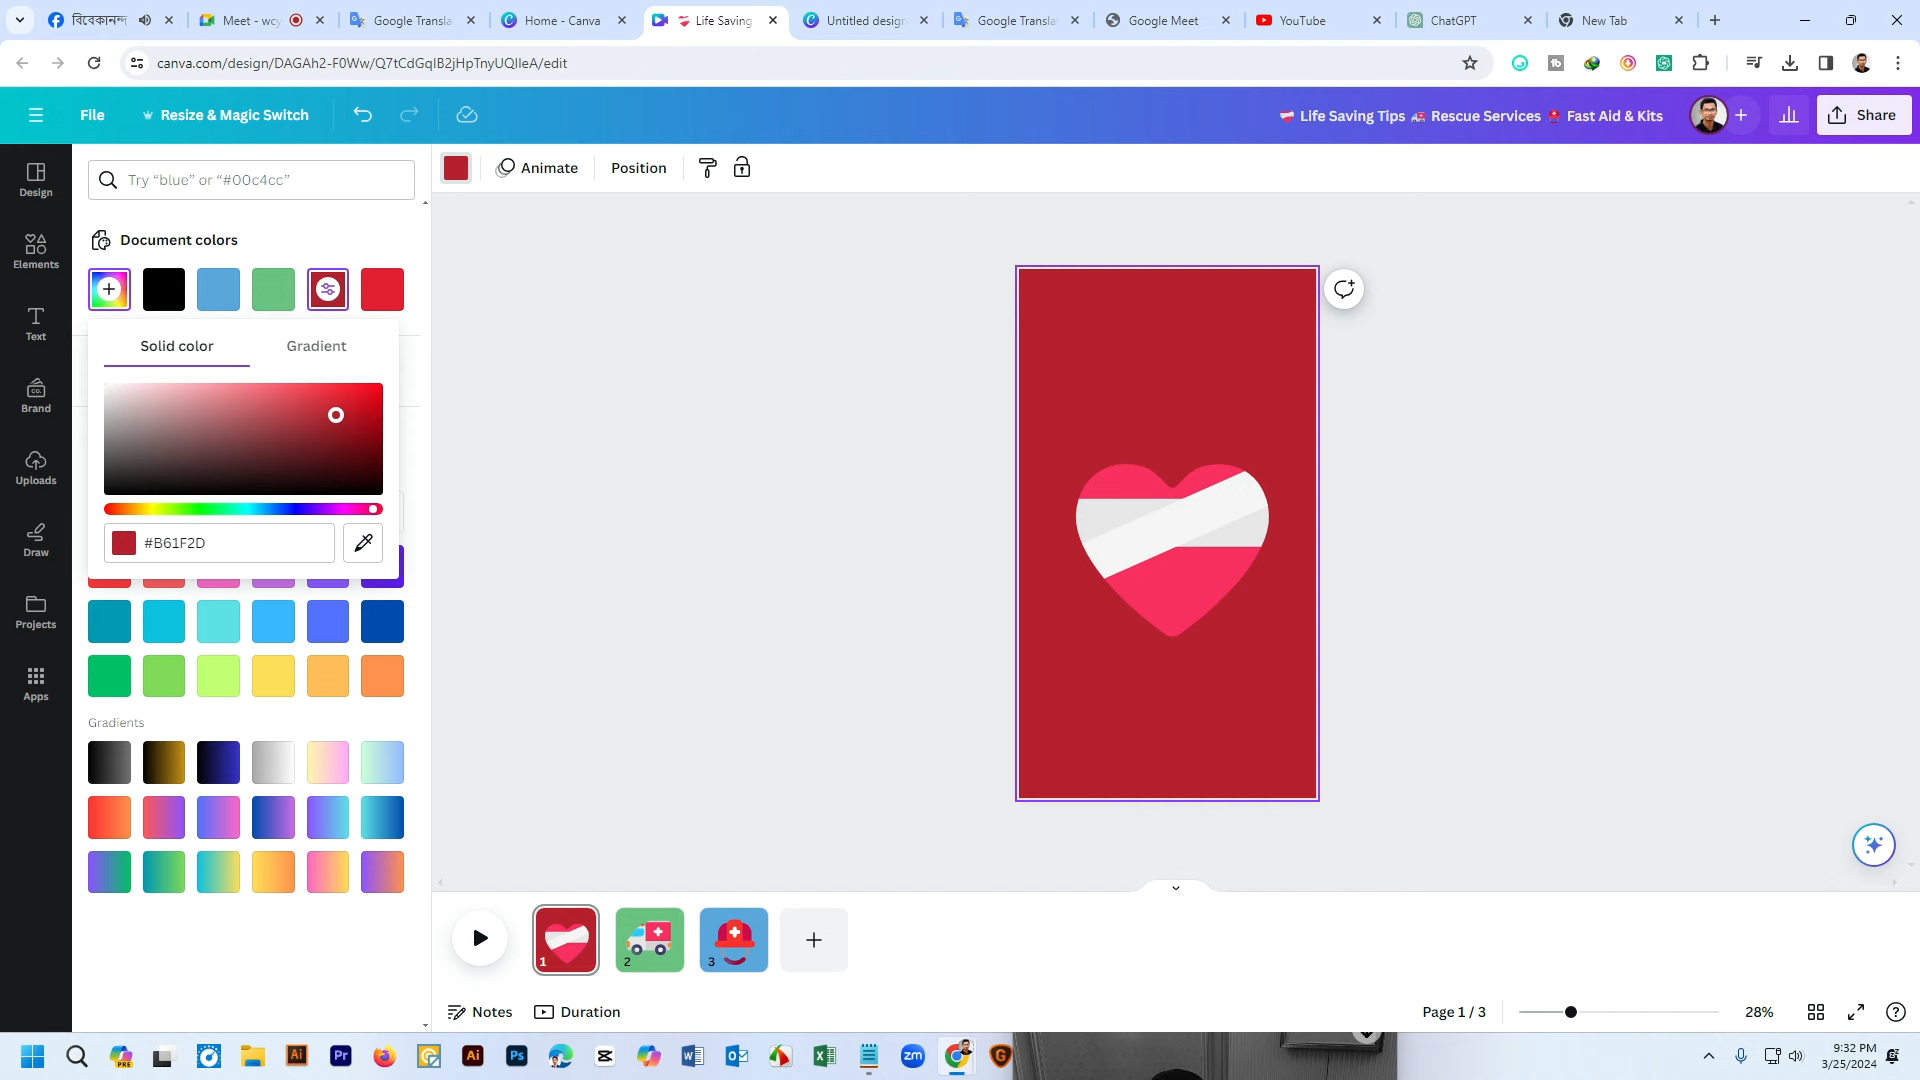 বিবেকানন্দ
Meet - wcy
Google Transla
Home - Canva
Life Saving
Untitled design
Google Transla
Google Meet
YouTube
ChatGPT
New Tab
canva.com/design/DAGAh2-F0Ww/Q7tCdGqlB2jHpTnyUQIleA/edit
File
Resize & Magic Switch
Life Saving Tips
Rescue Services
Fast Aid & Kits
Share
Design
Elements
Text
Brand
Uploads
Draw
Projects
Apps
Try “blue” or “#00c4cc”
Animate
Position
Document colors
Solid color
Gradient
#B61F2D
Gradients
1
2
3
Notes
Duration
Page 1 / 3
28%
9:32 PM
3/25/2024